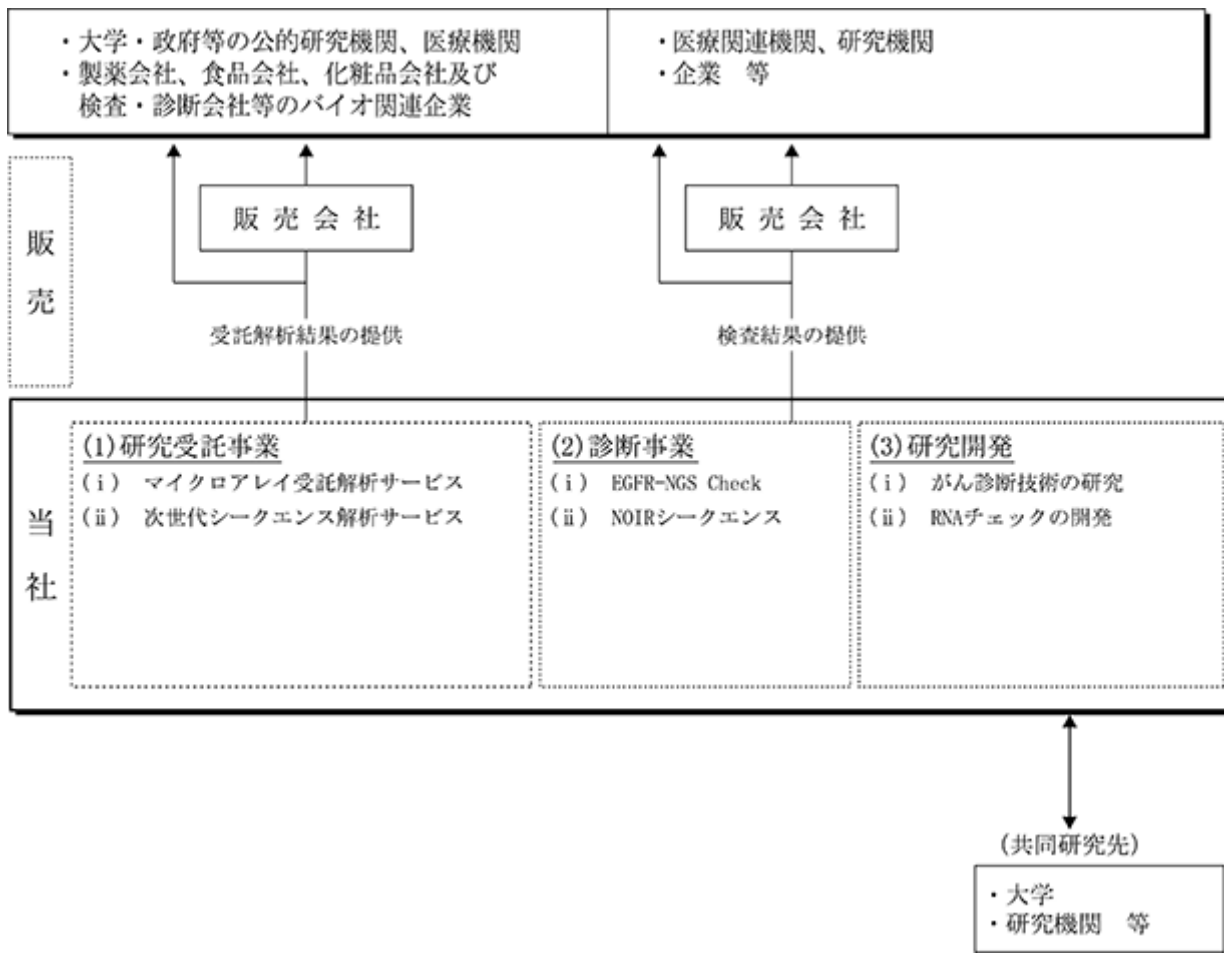 ・大学・政府等の公的研究機関、医療機関
・製薬会社、食品会社、化粧品会社及び
検査・診断会社等のバイオ関連企業
・医療関連機関、研究機関
・企業　等
販売
販売会社
販売会社
受託解析結果の提供
検査結果の提供
当社
(1)研究受託事業
(ⅰ)　マイクロアレイ受託解析サービス
(ⅱ)　次世代シークエンス解析サービス
(2)診断事業
(ⅰ)　EGFR-NGS Check
(ⅱ)　NOIRシークエンス
(3)研究開発
(ⅰ)　がん診断技術の研究
(ⅱ)　RNAチェックの開発
(共同研究先)
・大学
・研究機関　等